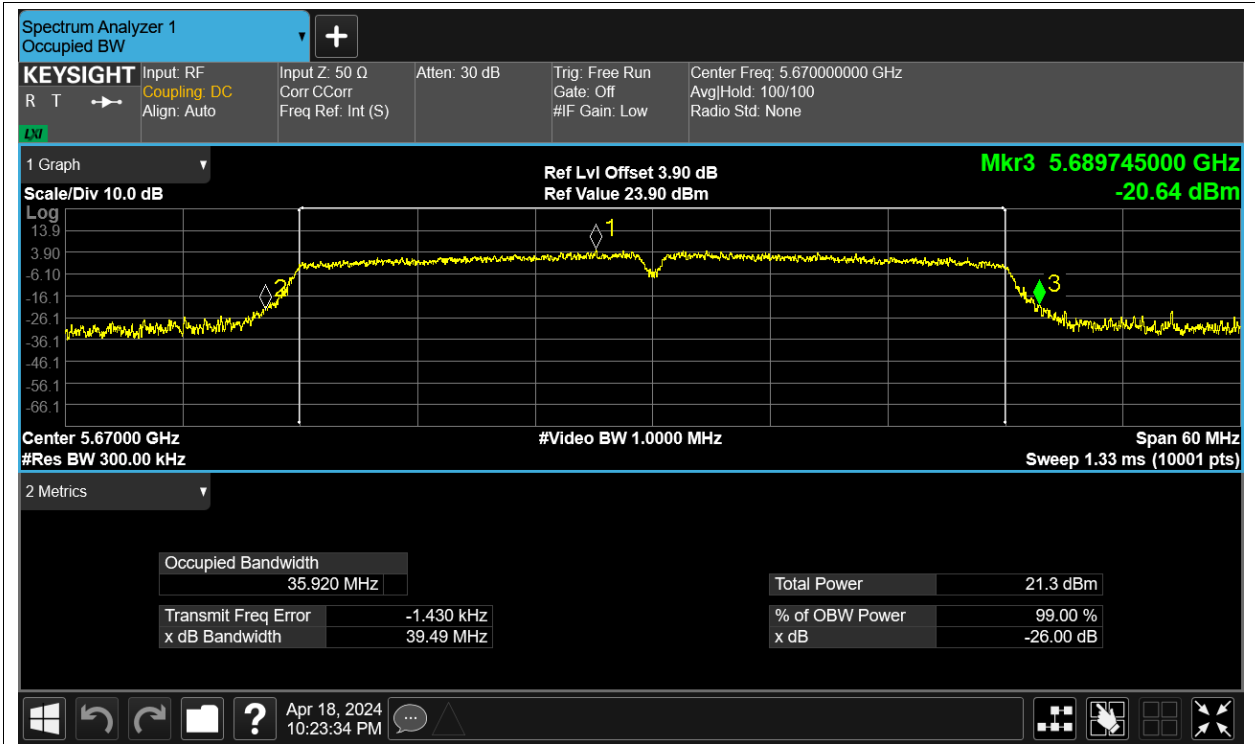 Spectrum Analyzer 1
Occupied BW
KEYSIGHT
R T
LXI
Input: RF
Coupling: DC
Align: Auto
Input Z: 50 Ω
Corr CCorr
Freq Ref: Int (S)
Atten: 30 dB
Trig: Free Run
Gate: Off
#IF Gain: Low
Center Freq: 5.670000000 GHz
Avg|Hold: 100/100
Radio Std: None
1 Graph
Scale/Div 10.0 dB
Ref Lvl Offset 3.90 dB
Ref Value 23.90 dBm
Mkr3 5.689745000 GHz
-20.64 dBm
Log
13.9
3.90
-6.10
-16.1
-26.1
-36.1
-46.1
-56.1
-66.1
1
2
3
Center 5.67000 GHz
#Video BW 1.0000 MHz
Span 60 MHz
#Res BW 300.00 kHz
Sweep 1.33 ms (10001 pts)
2 Metrics
Occupied Bandwidth
35.920 MHz
Transmit Freq Error -1.430 kHz
x dB Bandwidth 39.49 MHz
Total Power 21.3 dBm
% of OBW Power 99.00 %
x dB -26.00 dB
?
Apr 18, 2024
10:23:34 PM